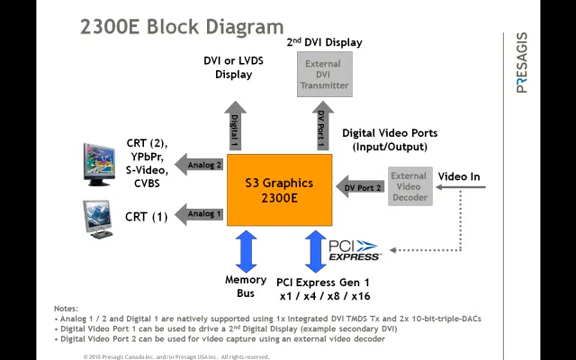 2300E Block Diagram
PRESAGIS
2nd DVI Display
DVI or LVDS
Display
External
DVI
Transmitter
Digital 1
DV Port 1
Digital Video Ports
(Input/Output)
CRT (2),
YPbPr,
S-Video,
CVBS
Analog 2
S3 Graphics
2300E
DV Port 2
External
Video
Decoder
Video In
CRT (1)
Analog 1
PCI
EXPRESS
Memory
Bus
PCI Express Gen 1
x1 / x4 / x8 / x16
Notes:
• Analog 1 / 2 and Digital 1 are natively supported using 1x integrated DVI TMDS Tx and 2x 10-bit-triple-DACs
• Digital Video Port 1 can be used to drive a 2nd Digital Display (example secondary DVI)
• Digital Video Port 2 can be used for video capture using an external video decoder
© 2010 Presagis Canada Inc. and/or Presagis USA Inc. All rights reserved.